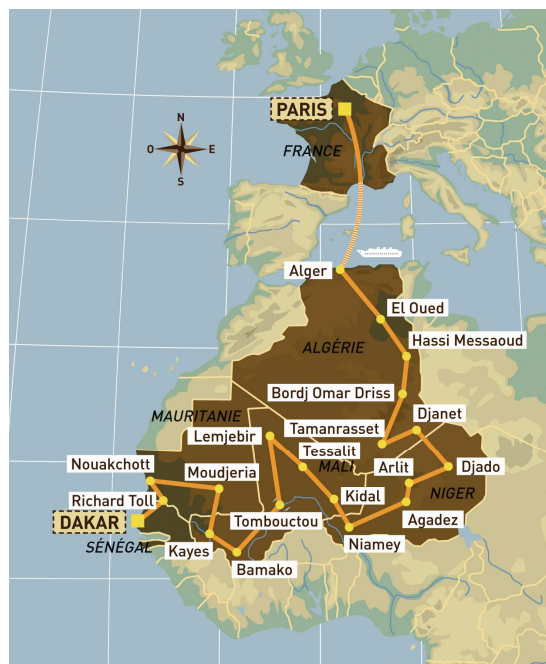 PARIS
N
O
E
S
FRANCE
Alger
El Oued
Hassi Messaoud
ALGÉRIE
Bordj Omar Driss
MAURITANIE
Djanet
Tamanrasset
Lemjebir
Tessalit
Nouakchott
MALI
Arlit
Djado
Moudjeria
Richard Toll
Kidal
NIGER
Agadez
DAKAR
Tombouctou
Niamey
SÉNÉGAL
Kayes
Bamako